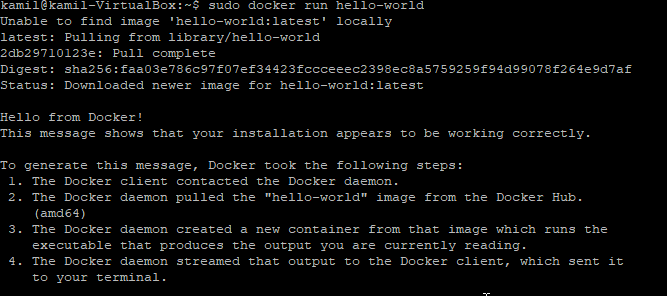 kamil@kamil-VirtualBox:~$ sudo docker run hello-world
Unable to find image 'hello-world:latest' locally
latest: Pulling from library/hello-world
2db29710123e: Pull complete
Digest: sha256:faa03e786c97f07ef34423fccceeec2398ec8a5759259f94d99078f264e9d7af
Status: Downloaded newer image for hello-world:latest

Hello from Docker!
This message shows that your installation appears to be working correctly.

To generate this message, Docker took the following steps:
 1. The Docker client contacted the Docker daemon.
 2. The Docker daemon pulled the "hello-world" image from the Docker Hub.
    (amd64)
 3. The Docker daemon created a new container from that image which runs the
    executable that produces the output you are currently reading.
 4. The Docker daemon streamed that output to the Docker client, which sent it
    to your terminal.